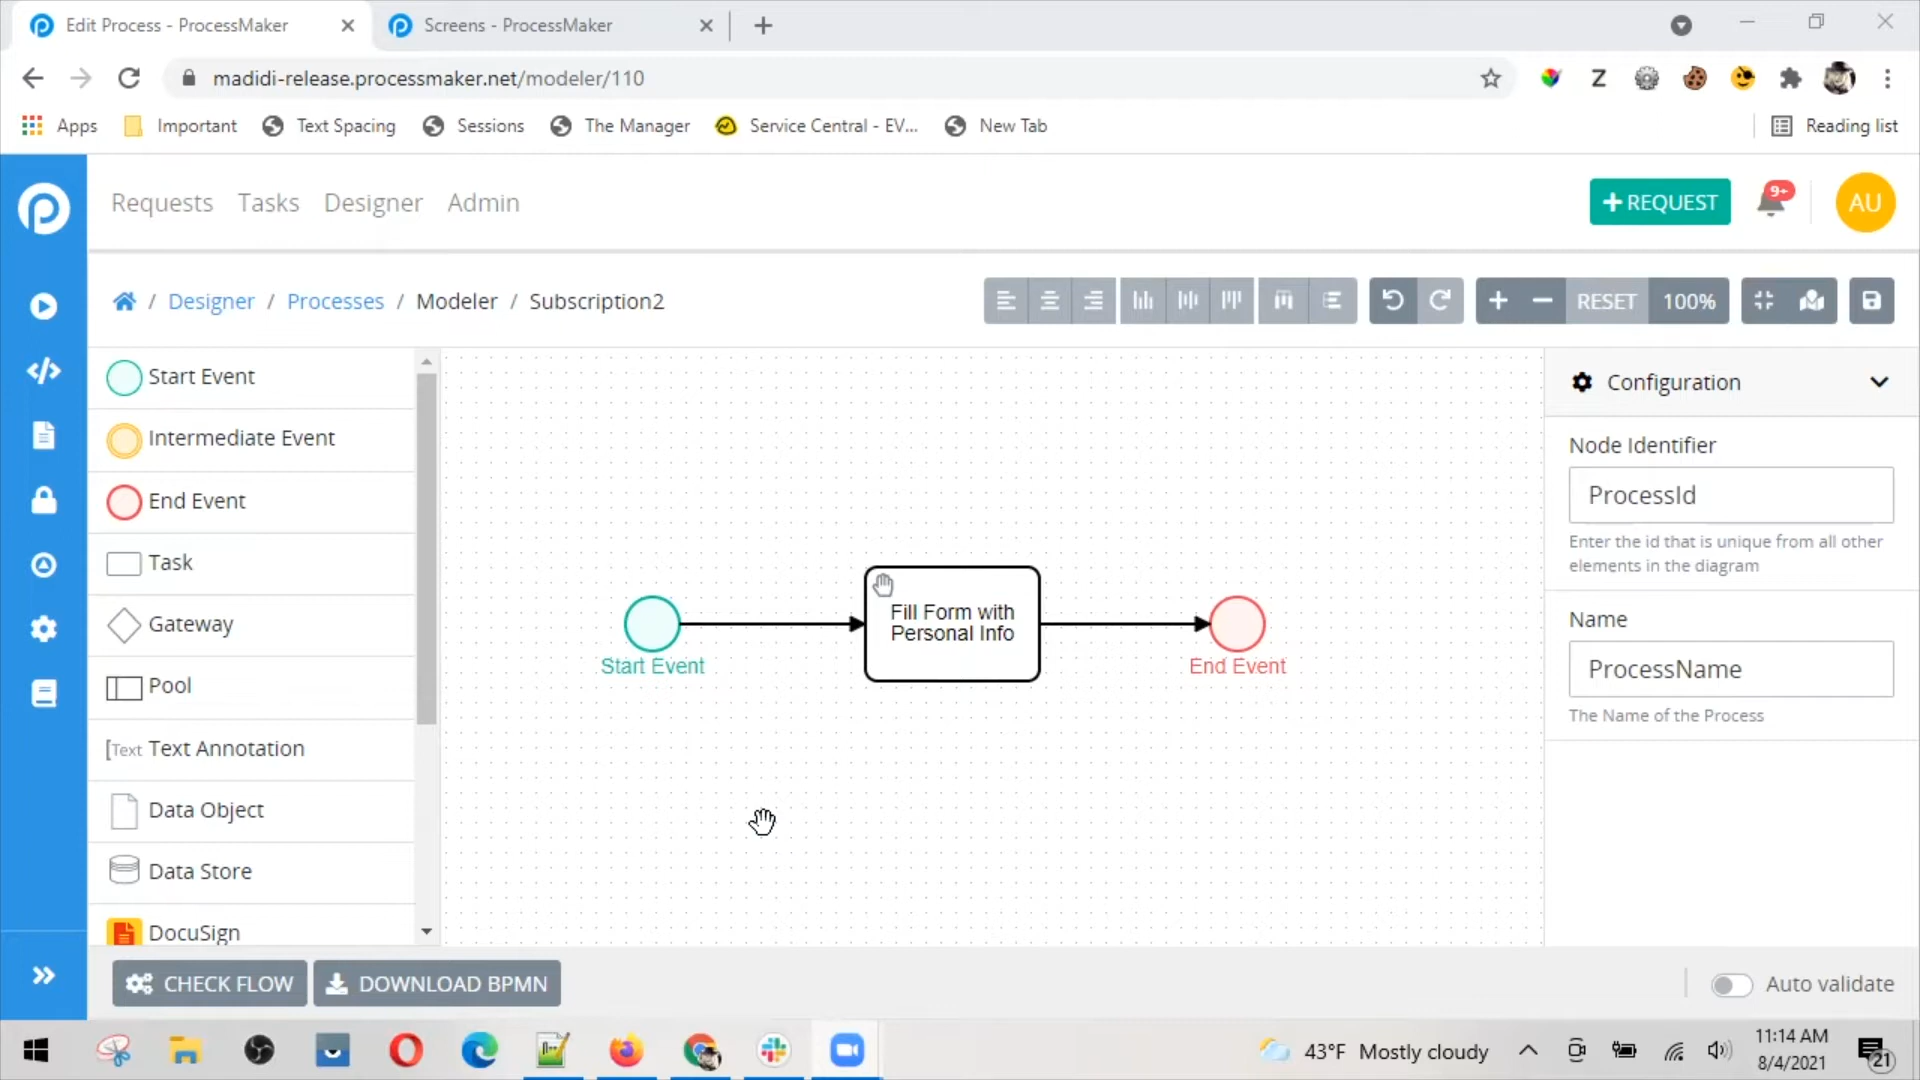 Edit Process - ProcessMaker
Screens - ProcessMaker
madidi-release.processmaker.net/modeler/110
Z
Apps
Important
Text Spacing
Sessions
The Manager
Service Central - EV...
New Tab
Reading list
Requests
Tasks
Designer
Admin
REQUEST
9+
AU
/ Designer / Processes / Modeler / Subscription2
RESET
100%
Start Event
Intermediate Event
End Event
Task
Gateway
Pool
[Text Text Annotation
Data Object
Data Store
DocuSign
Start Event
Fill Form with
Personal Info
End Event
Configuration
Node Identifier
ProcessId
Enter the id that is unique from all other
elements in the diagram
Name
ProcessName
The Name of the Process
CHECK FLOW
DOWNLOAD BPMN
Auto validate
43°F Mostly cloudy
11:14 AM
8/4/2021
21